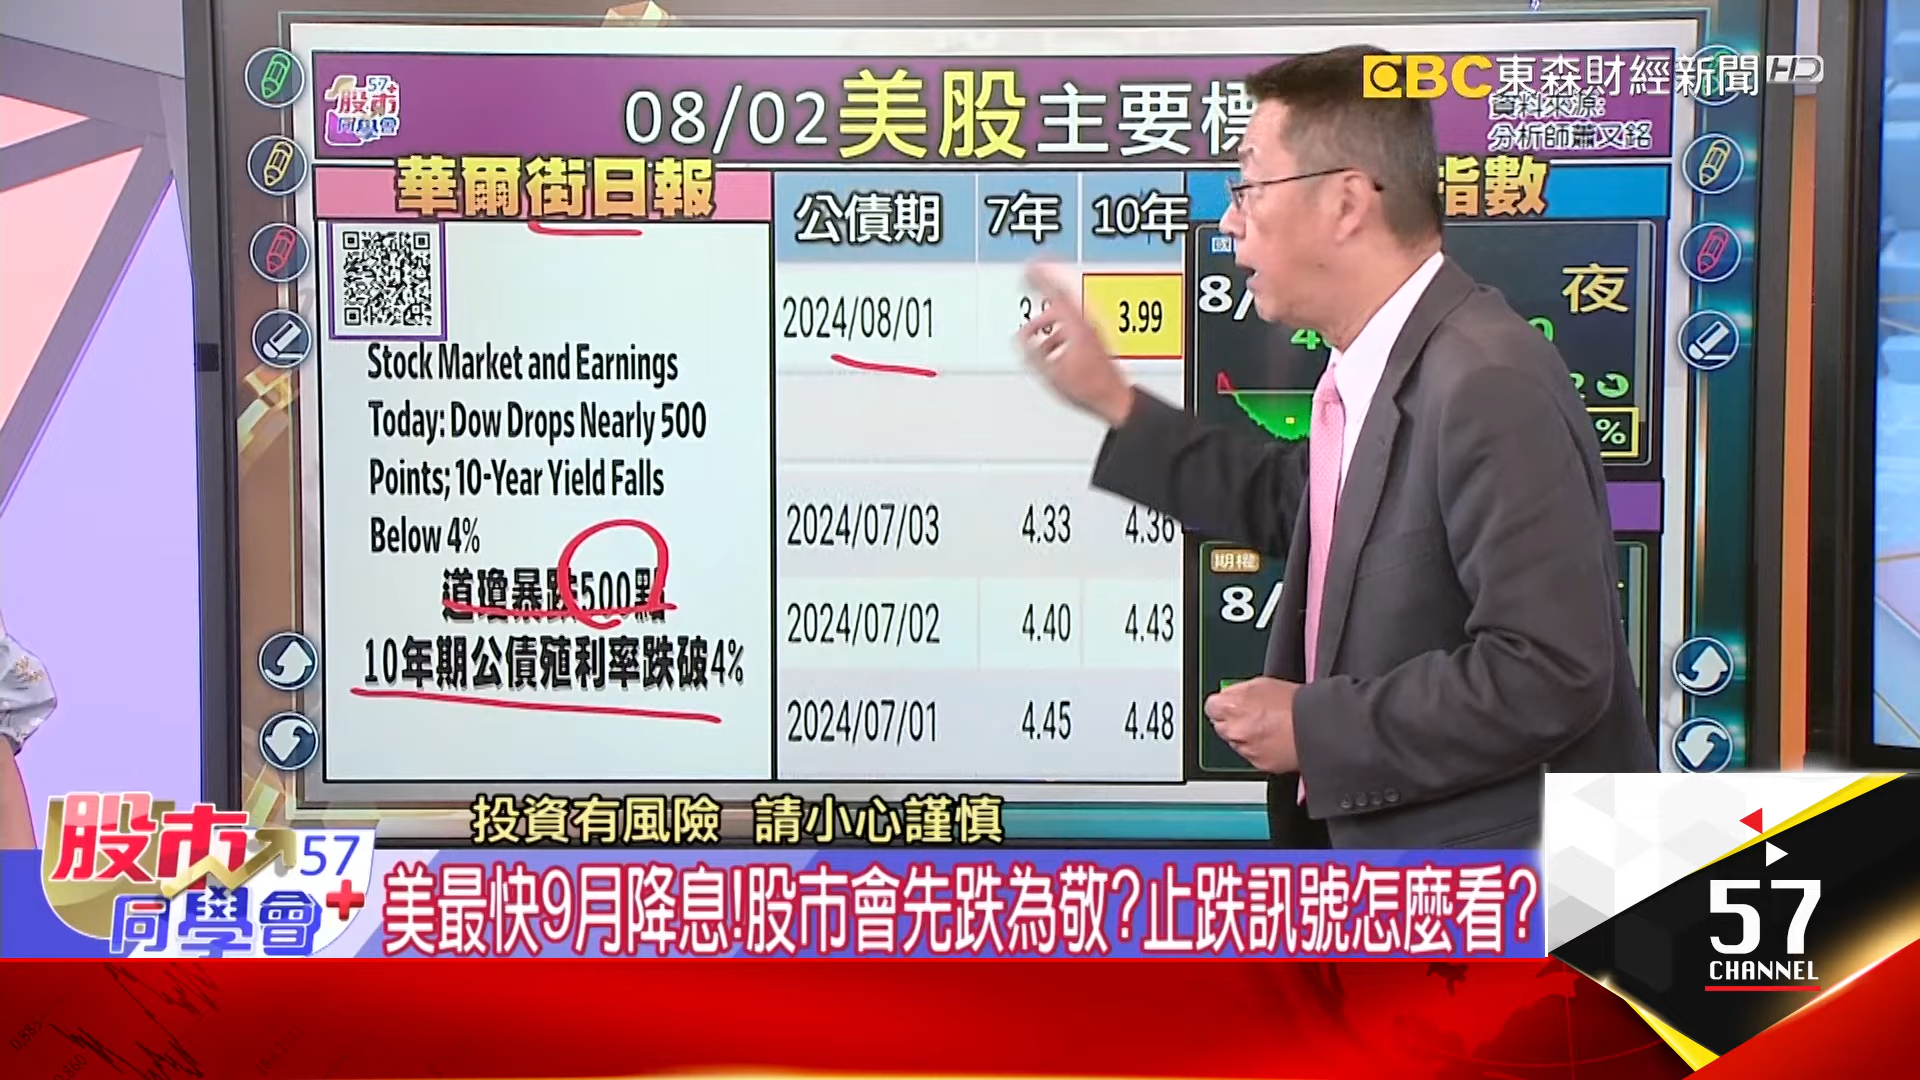 EBC東森財經新聞 HD
57+
股市
同學會
08/02美股主要標
資料來源:
分析師蕭又銘
華爾街日報
公債期 7年 10年
指數
2024/08/01 3.99
8/
夜
Stock Market and Earnings
Today: Dow Drops Nearly 500
Points; 10-Year Yield Falls
Below 4%
%
2024/07/03 4.33 4.36
道瓊暴跌500點
期權
8/
2024/07/02 4.40 4.43
10年期公債殖利率跌破4%
2024/07/01 4.45 4.48
投資有風險 請小心謹慎
股市 57
同學會+
美最快9月降息!股市會先跌為敬?止跌訊號怎麼看?
57
CHANNEL